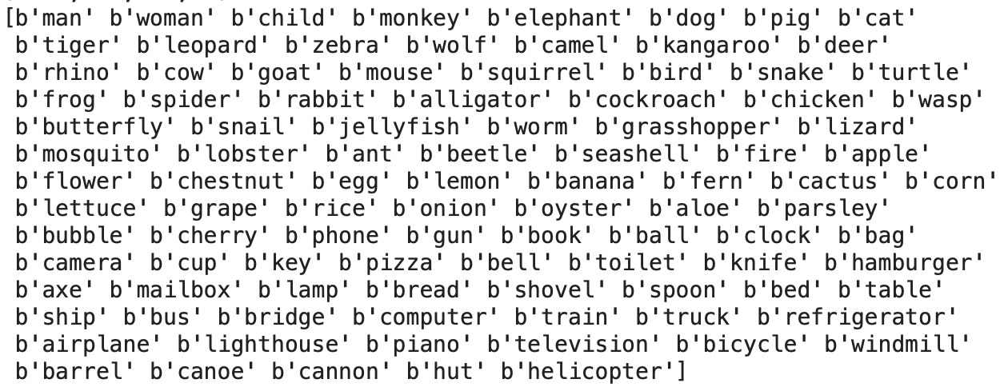 [b'man' b'woman' b'child' b'monkey' b'elephant' b'dog' b'pig' b'cat'
b'tiger' b'leopard' b'zebra' b'wolf' b'camel' b'kangaroo' b'deer'
b'rhino' b'cow' b'goat' b'mouse' b'squirrel' b'bird' b'snake' b'turtle'
b'frog' b'spider' b'rabbit' b'alligator' b'cockroach' b'chicken' b'wasp'
b'butterfly' b'snail' b'jellyfish' b'worm' b'grasshopper' b'lizard'
b'mosquito' b'lobster' b'ant' b'beetle' b'seashell' b'fire' b'apple'
b'flower' b'chestnut' b'egg' b'lemon' b'banana' b'fern' b'cactus' b'corn'
b'lettuce' b'grape' b'rice' b'onion' b'oyster' b'aloe' b'parsley'
b'bubble' b'cherry' b'phone' b'gun' b'book' b'ball' b'clock' b'bag'
b'camera' b'cup' b'key' b'pizza' b'bell' b'toilet' b'knife' b'hamburger'
b'axe' b'mailbox' b'lamp' b'bread' b'shovel' b'spoon' b'bed' b'table'
b'ship' b'bus' b'bridge' b'computer' b'train' b'truck' b'refrigerator'
b'airplane' b'lighthouse' b'piano' b'television' b'bicycle' b'windmill'
b'barrel' b'canoe' b'cannon' b'hut' b'helicopter']